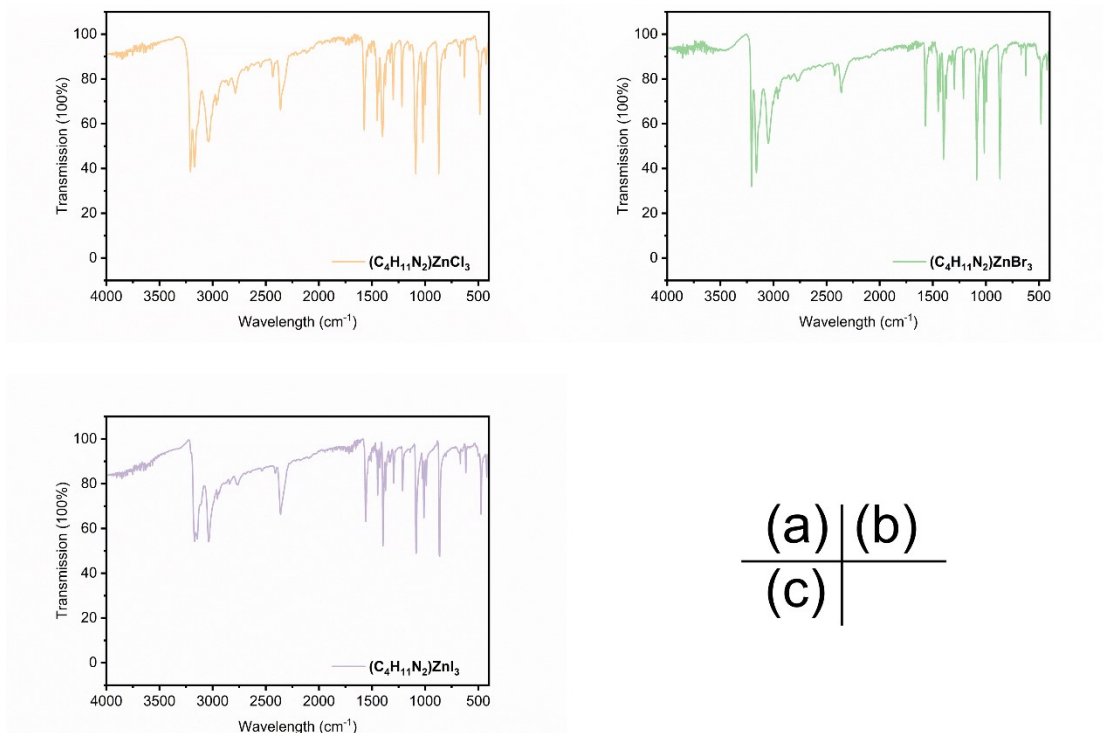 100
80
60
40
20
0
Transmission (100%)
(C₄H₁₁N₂)ZnCl₃
4000 3500 3000 2500 2000 1500 1000 500
Wavelength (cm⁻¹)
100
80
60
40
20
0
Transmission (100%)
(C₄H₁₁N₂)ZnBr₃
4000 3500 3000 2500 2000 1500 1000 500
Wavelength (cm⁻¹)
100
80
60
40
20
0
Transmission (100%)
(C₄H₁₁N₂)ZnI₃
4000 3500 3000 2500 2000 1500 1000 500
Wavelength (cm⁻¹)
(a) (b)
(c)